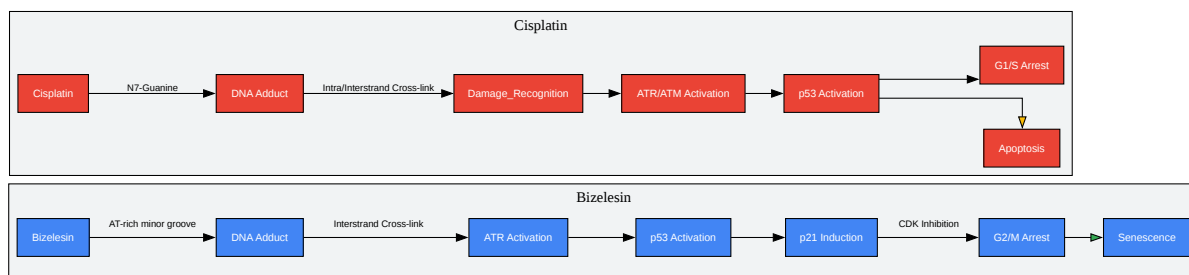 Cisplatin
G1/S Arrest
Cisplatin
N7-Guanine
DNA Adduct
Intra/Interstrand Cross-link
Damage_Recognition
ATR/ATM Activation
p53 Activation
Apoptosis
Bizelesin
Bizelesin
AT-rich minor groove
DNA Adduct
Interstrand Cross-link
ATR Activation
p53 Activation
p21 Induction
CDK Inhibition
G2/M Arrest
Senescence